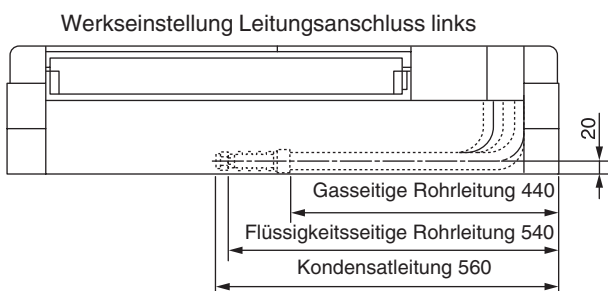 Werkseinstellung Leitungsanschluss links
20
Gasseitige Rohrleitung 440
Flüssigkeitsseitige Rohrleitung 540
Kondensatleitung 560